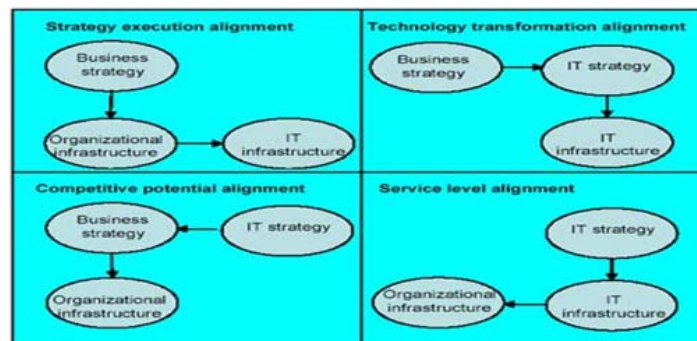 Strategy execution alignment
Business
strategy
Organizational
infrastructure
IT
infrastructure
Technology transformation alignment
Business
strategy
IT strategy
IT
infrastructure
Competitive potential alignment
Business
strategy
IT strategy
Organizational
infrastructure
Service level alignment
IT strategy
Organizational
infrastructure
IT
infrastructure